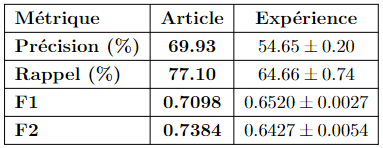 Métrique Article Expérience
Précision (%) 69.93 54.65 ± 0.20
Rappel (%) 77.10 64.66 ± 0.74
F1 0.7098 0.6520 ± 0.0027
F2 0.7384 0.6427 ± 0.0054